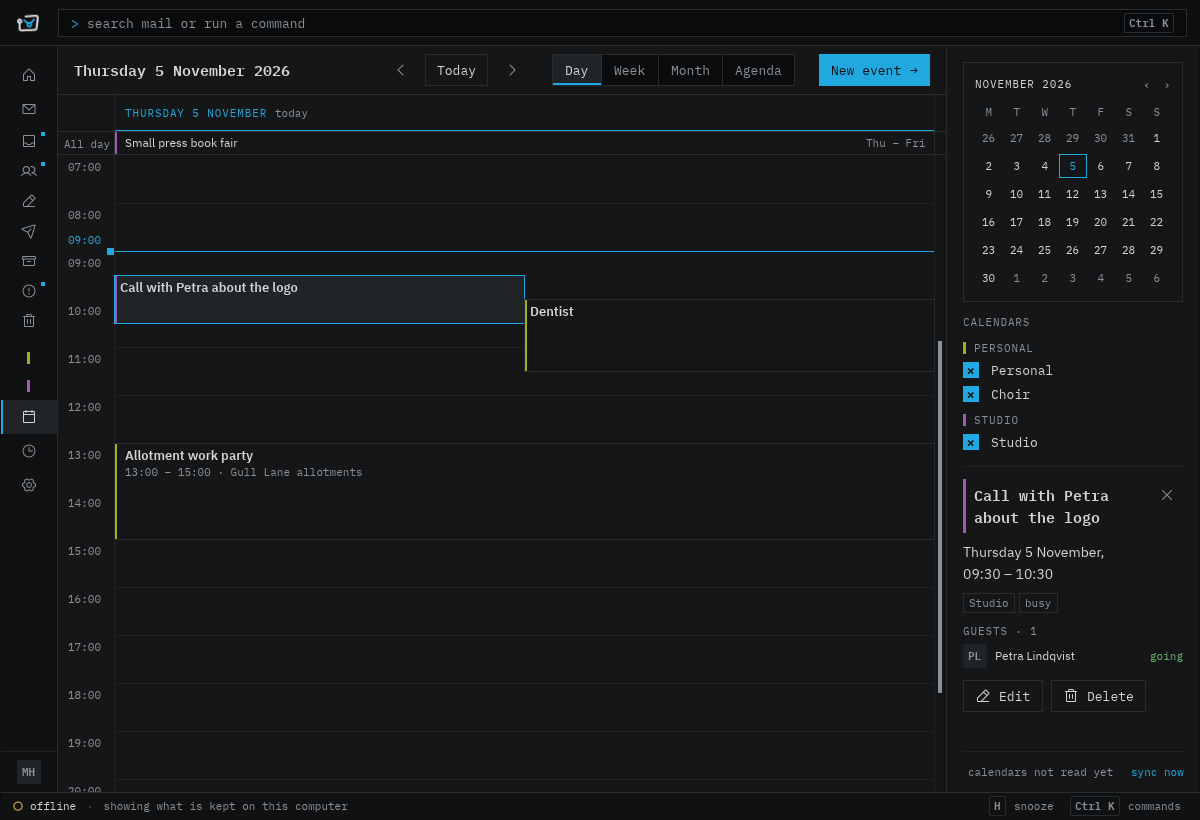 > search mail or run a command
Ctrl K
Thursday 5 November 2026
Today
Day
Week
Month
Agenda
New event →
THURSDAY 5 NOVEMBER today
All day
Small press book fair
Thu – Fri
07:00
08:00
09:00
09:00
Call with Petra about the logo
10:00
Dentist
11:00
12:00
13:00
Allotment work party
13:00 – 15:00 · Gull Lane allotments
14:00
15:00
16:00
17:00
18:00
19:00
20:00
MH
NOVEMBER 2026
‹ ›
M T W T F S S
26 27 28 29 30 31 1
2 3 4 5 6 7 8
9 10 11 12 13 14 15
16 17 18 19 20 21 22
23 24 25 26 27 28 29
30 1 2 3 4 5 6
CALENDARS
PERSONAL
Personal
Choir
STUDIO
Studio
Call with Petra
about the logo
Thursday 5 November,
09:30 – 10:30
Studio
busy
GUESTS · 1
PL
Petra Lindqvist
going
Edit
Delete
calendars not read yet
sync now
offline · showing what is kept on this computer
H snooze
Ctrl K commands